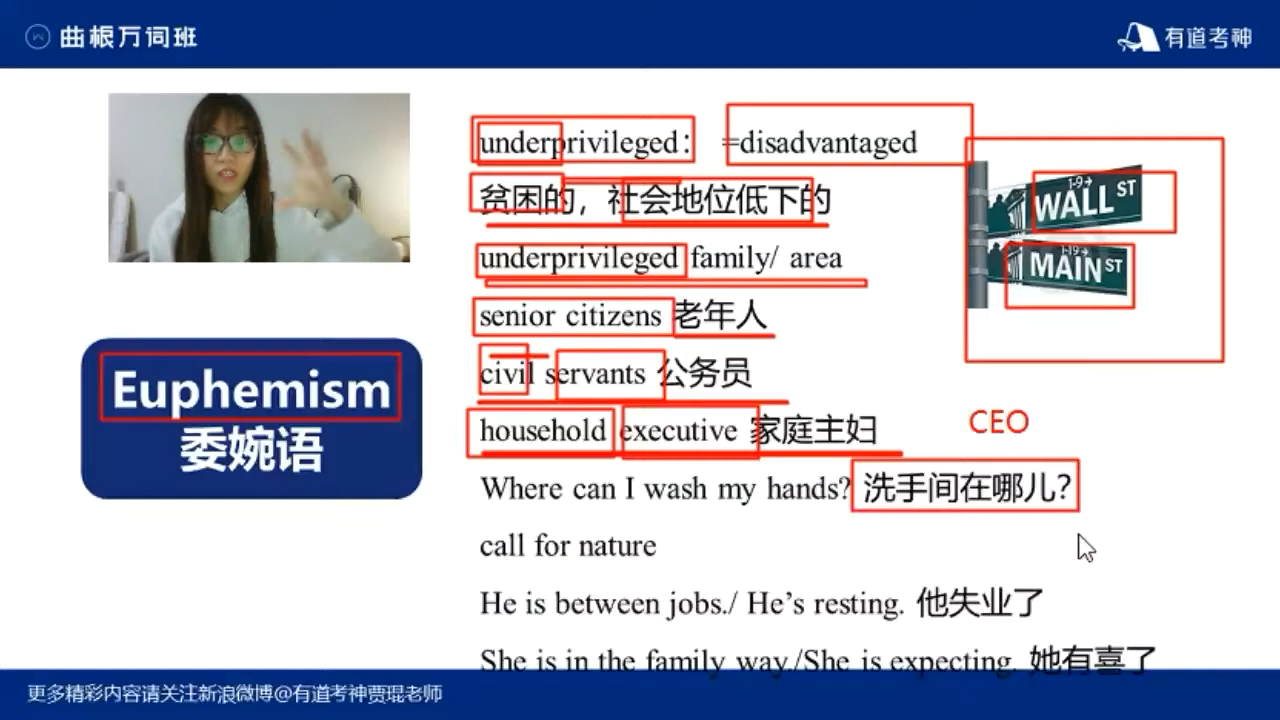 曲根万词班
有道考神
underprivileged： =disadvantaged
贫困的，社会地位低下的
underprivileged family/ area
senior citizens 老年人
civil servants 公务员
household executive 家庭主妇
Where can I wash my hands? 洗手间在哪儿？
call for nature
He is between jobs./ He’s resting. 他失业了
She is in the family way./She is expecting. 她有喜了
1-9→
WALL ST
1-19→
MAIN ST
CEO
Euphemism
委婉语
更多精彩内容请关注新浪微博@有道考神贾琨老师